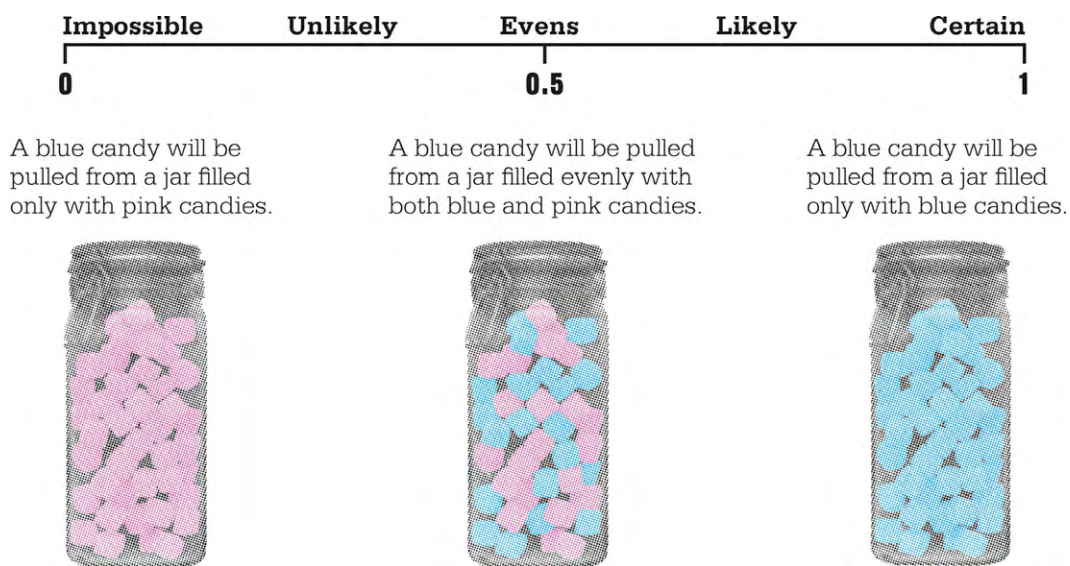 Impossible Unlikely Evens Likely Certain
0 0.5 1
A blue candy will be
pulled from a jar filled
only with pink candies.
A blue candy will be pulled
from a jar filled evenly with
both blue and pink candies.
A blue candy will be
pulled from a jar filled
only with blue candies.